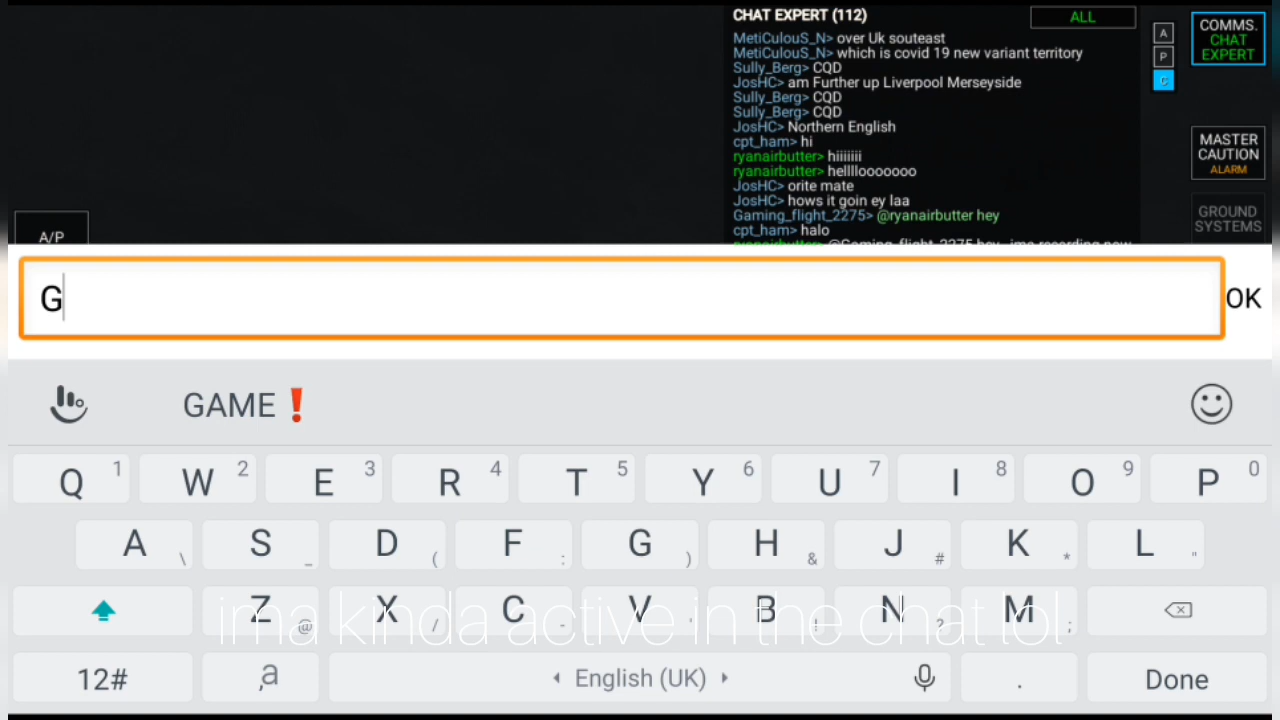 CHAT EXPERT (112)
ALL
MetiCulouS_N> over Uk souteast
MetiCulouS_N> which is covid 19 new variant territory
Sully_Berg> CQD
JosHC> am Further up Liverpool Merseyside
Sully_Berg> CQD
Sully_Berg> CQD
JosHC> Northern English
cpt_ham> hi
ryanairbutter> hiiiiiii
ryanairbutter> hellllooooooo
JosHC> orite mate
JosHC> hows it goin ey laa
Gaming_flight_2275> @ryanairbutter hey
cpt_ham> halo
ryanairbutter> @Gaming_flight_2275 hey
A
P
C
COMMS.
CHAT
EXPERT
MASTER
CAUTION
ALARM
GROUND
SYSTEMS
A/P
G
OK
GAME❗
Q 1 W 2 E 3 R 4 T 5 Y 6 U 7 I 8 O 9 P 0
A \ S _ D ( F : G ) H & J # K * L "
Z @ X / C - V ' B ! N ? M ;
ima kinda active in the chat lol
12# ,a English (UK) . Done